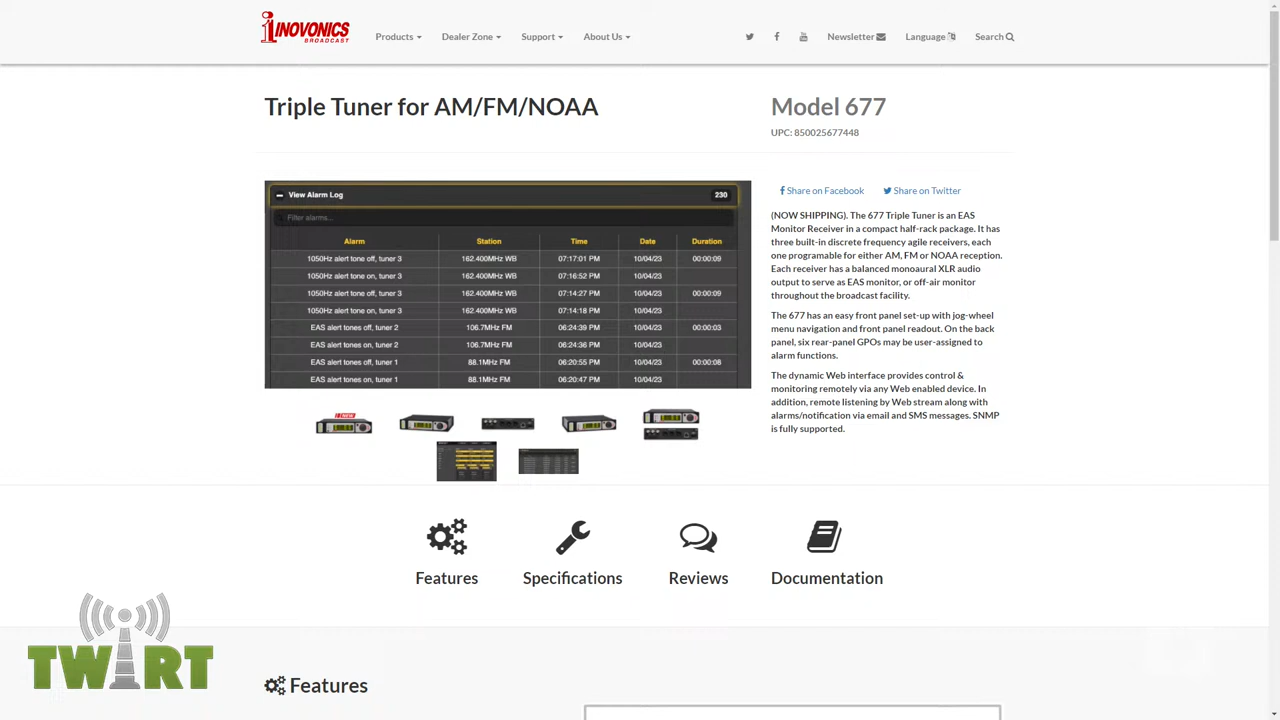 INOVONICS
BROADCAST
Products
Dealer Zone
Support
About Us
Newsletter
Language
Search
Triple Tuner for AM/FM/NOAA
Model 677
UPC: 850025677448
View Alarm Log 230
Filter alarms...
Alarm Station Time Date Duration
1050Hz alert tone off, tuner 3 162.400MHz WB 07:17:01 PM 10/04/23 00:00:09
1050Hz alert tone on, tuner 3 162.400MHz WB 07:16:52 PM 10/04/23
1050Hz alert tone off, tuner 3 162.400MHz WB 07:14:27 PM 10/04/23 00:00:09
1050Hz alert tone on, tuner 3 162.400MHz WB 07:14:18 PM 10/04/23
EAS alert tones off, tuner 2 106.7MHz FM 06:24:39 PM 10/04/23 00:00:03
EAS alert tones on, tuner 2 106.7MHz FM 06:24:36 PM 10/04/23
EAS alert tones off, tuner 1 88.1MHz FM 06:20:55 PM 10/04/23 00:00:08
EAS alert tones on, tuner 1 88.1MHz FM 06:20:47 PM 10/04/23
Share on Facebook
Share on Twitter
(NOW SHIPPING). The 677 Triple Tuner is an EAS
Monitor Receiver in a compact half-rack package. It has
three built-in discrete frequency agile receivers, each
one programable for either AM, FM or NOAA reception.
Each receiver has a balanced monoaural XLR audio
output to serve as EAS monitor, or off-air monitor
throughout the broadcast facility.
The 677 has an easy front panel set-up with jog-wheel
menu navigation and front panel readout. On the back
panel, six rear-panel GPOs may be user-assigned to
alarm functions.
The dynamic Web interface provides control &
monitoring remotely via any Web enabled device. In
addition, remote listening by Web stream along with
alarms/notification via email and SMS messages. SNMP
is fully supported.
Features
Specifications
Reviews
Documentation
TWiRT
Features